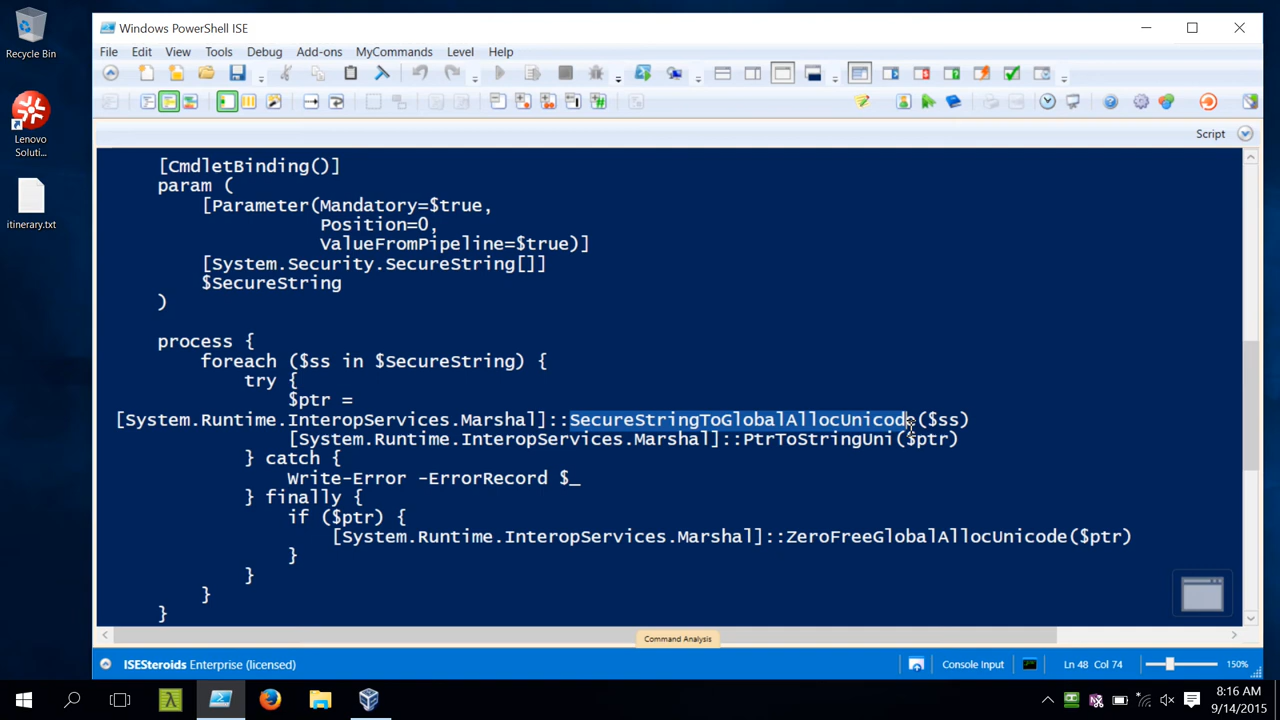 Recycle Bin
Lenovo
Soluti...
itinerary.txt
Windows PowerShell ISE
File Edit View Tools Debug Add-ons MyCommands Level Help
Script
[CmdletBinding()]
param (
[Parameter(Mandatory=$true,
Position=0,
ValueFromPipeline=$true)]
[System.Security.SecureString[]]
$SecureString
)
process {
foreach ($ss in $SecureString) {
try {
$ptr =
[System.Runtime.InteropServices.Marshal]::SecureStringToGlobalAllocUnicode($ss)
[System.Runtime.InteropServices.Marshal]::PtrToStringUni($ptr)
} catch {
Write-Error -ErrorRecord $_
} finally {
if ($ptr) {
[System.Runtime.InteropServices.Marshal]::ZeroFreeGlobalAllocUnicode($ptr)
}
}
}
}
Command Analysis
ISESteroids Enterprise (licensed)
Console Input
Ln 48 Col 74
150%
8:16 AM
9/14/2015